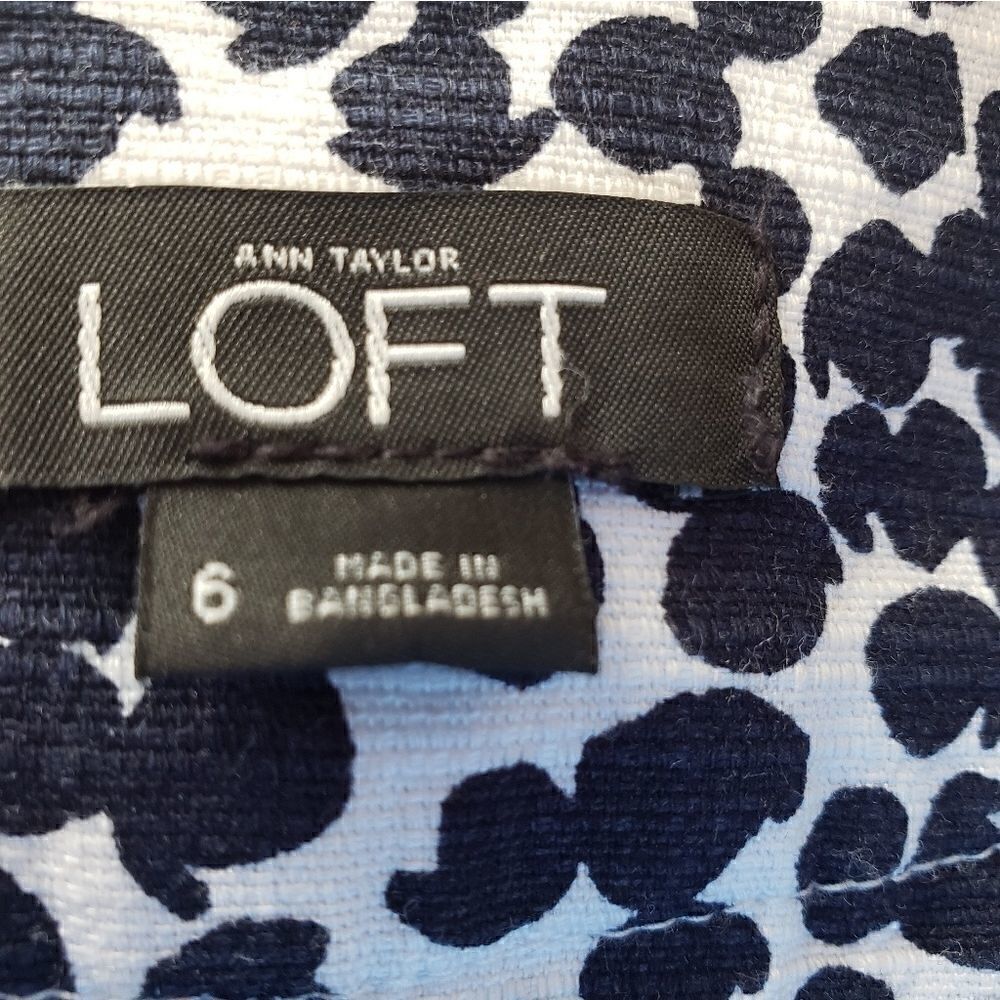 ANN TAYLOR
LOFT
6
MADE IN
BANGLADESH